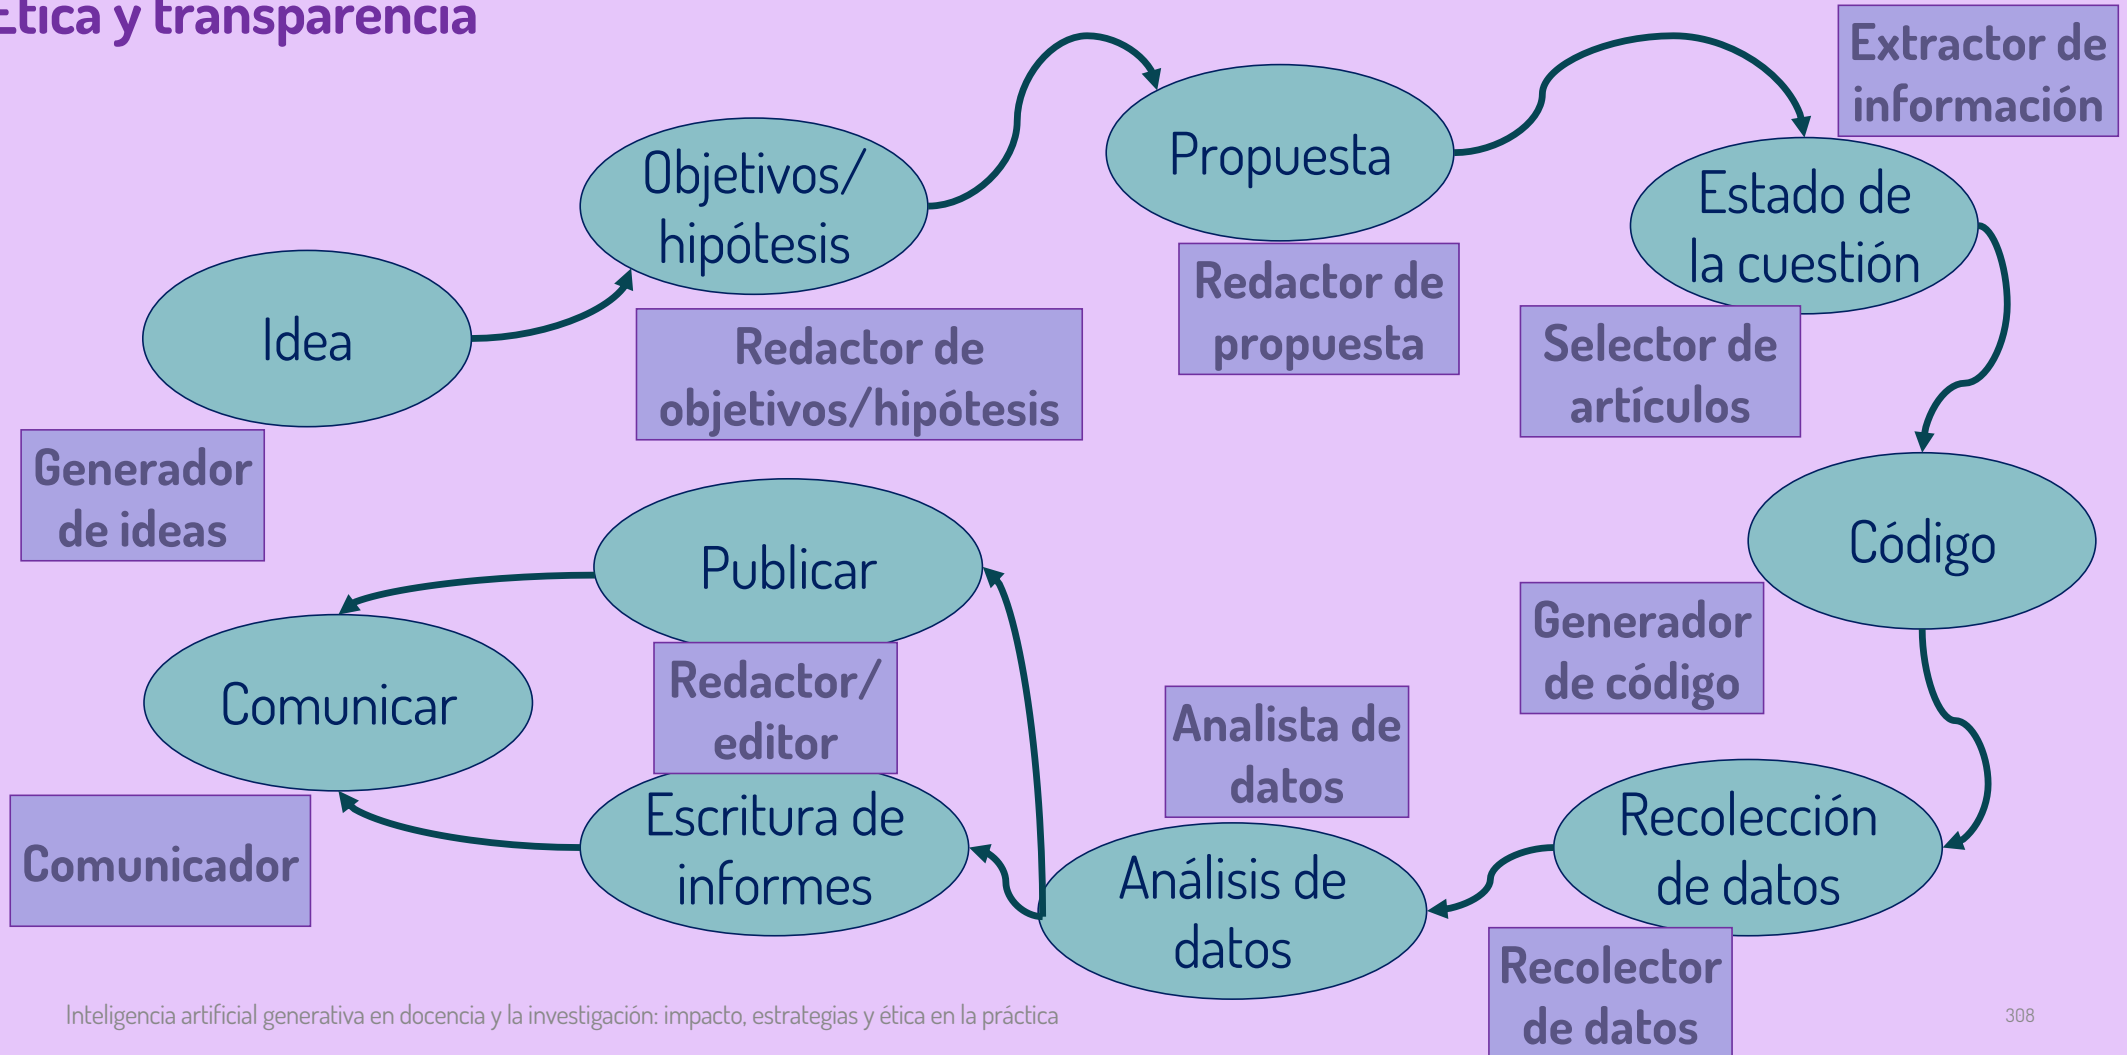 Ética y transparencia
Extractor de
información
Propuesta
Objetivos/
hipótesis
Estado de
la cuestión
Redactor de
propuesta
Idea
Redactor de
objetivos/hipótesis
Selector de
artículos
Generador
de ideas
Código
Publicar
Generador
de código
Comunicar
Redactor/
editor
Analista de
datos
Escritura de
informes
Recolección
de datos
Comunicador
Análisis de
datos
Recolector
de datos
Inteligencia artificial generativa en docencia y la investigación: impacto, estrategias y ética en la práctica
308